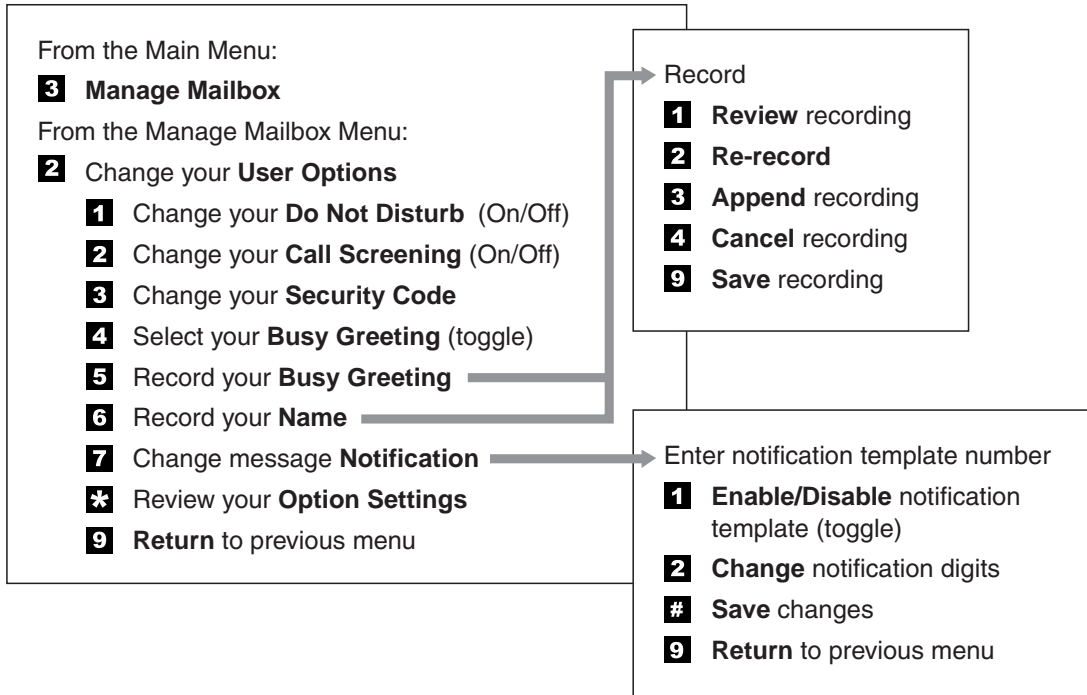 From the Main Menu:
3 Manage Mailbox
From the Manage Mailbox Menu:
2 Change your User Options
1 Change your Do Not Disturb (On/Off)
2 Change your Call Screening (On/Off)
3 Change your Security Code
4 Select your Busy Greeting (toggle)
5 Record your Busy Greeting
6 Record your Name
7 Change message Notification
* Review your Option Settings
9 Return to previous menu
Record
1 Review recording
2 Re-record
3 Append recording
4 Cancel recording
9 Save recording
Enter notification template number
1 Enable/Disable notification
template (toggle)
2 Change notification digits
# Save changes
9 Return to previous menu